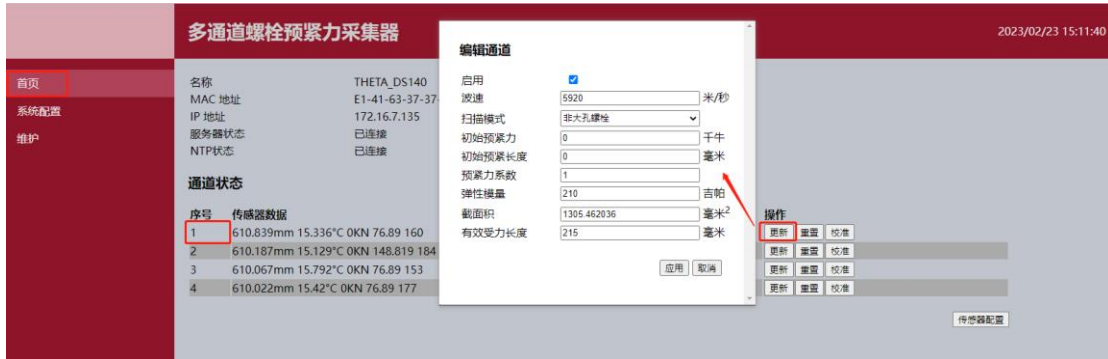 多通道螺栓预紧力采集器
2023/02/23 15:11:40
首页
系统配置
维护
名称 THETA_DS140
MAC 地址 E1-41-63-37-37-
IP 地址 172.16.7.135
服务器状态 已连接
NTP状态 已连接
通道状态
序号 传感器数据 操作
1 610.839mm 15.336°C 0KN 76.89 160 更新 重置 校准
2 610.187mm 15.129°C 0KN 148.819 184 更新 重置 校准
3 610.067mm 15.792°C 0KN 76.89 153 更新 重置 校准
4 610.022mm 15.42°C 0KN 76.89 177 更新 重置 校准
传感器配置
编辑通道
启用
波速 5920 米/秒
扫描模式 非大孔螺栓
初始预紧力 0 千牛
初始预紧长度 0 毫米
预紧力系数 1
弹性模量 210 吉帕
截面积 1305.462036 毫米²
有效受力长度 215 毫米
应用 取消